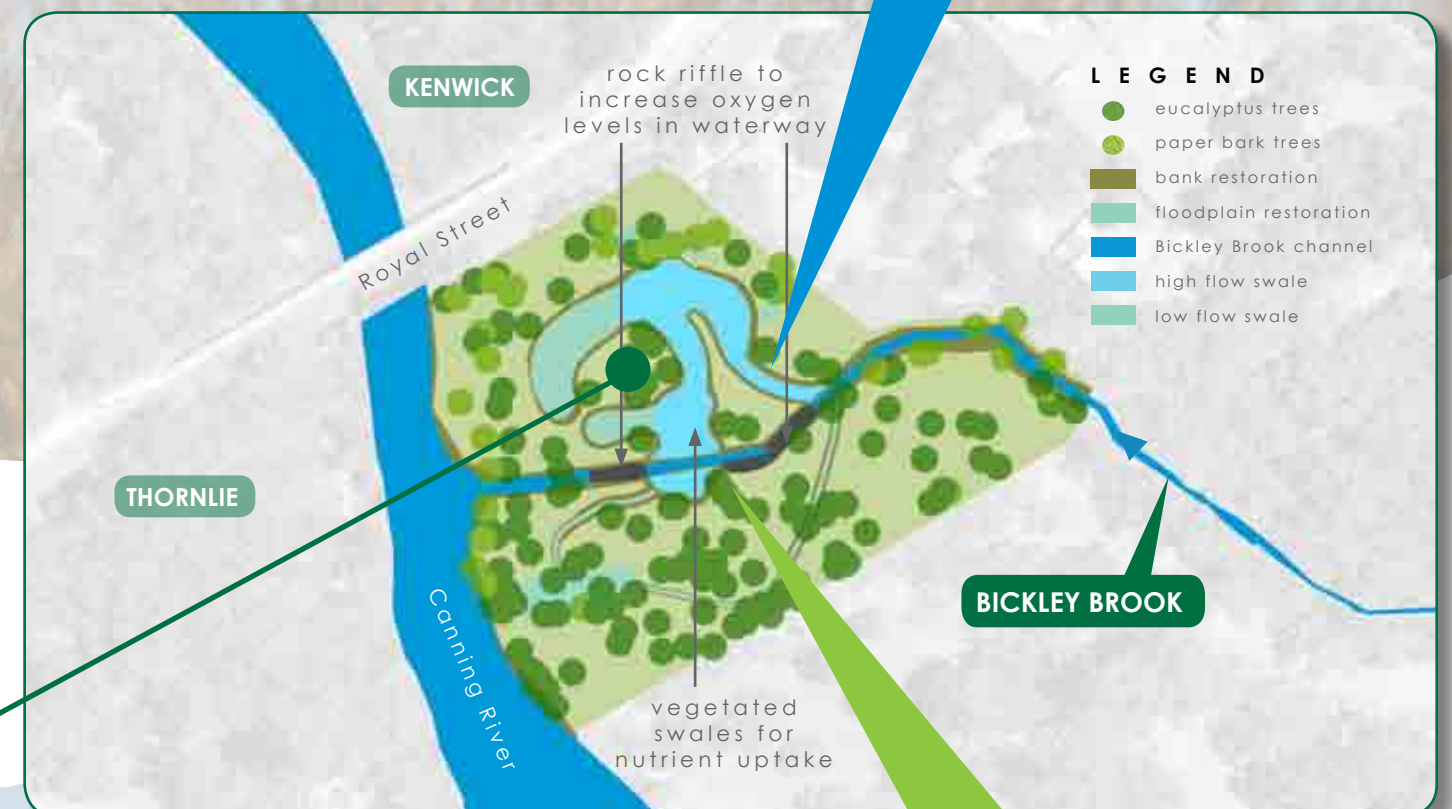 KENWICK
rock riffle to
increase oxygen
levels in waterway
LEGEND
eucalyptus trees
paper bark trees
bank restoration
floodplain restoration
Bickley Brook channel
high flow swale
low flow swale
Royal Street
THORNLIE
BICKLEY BROOK
Canning River
vegetated
swales for
nutrient uptake